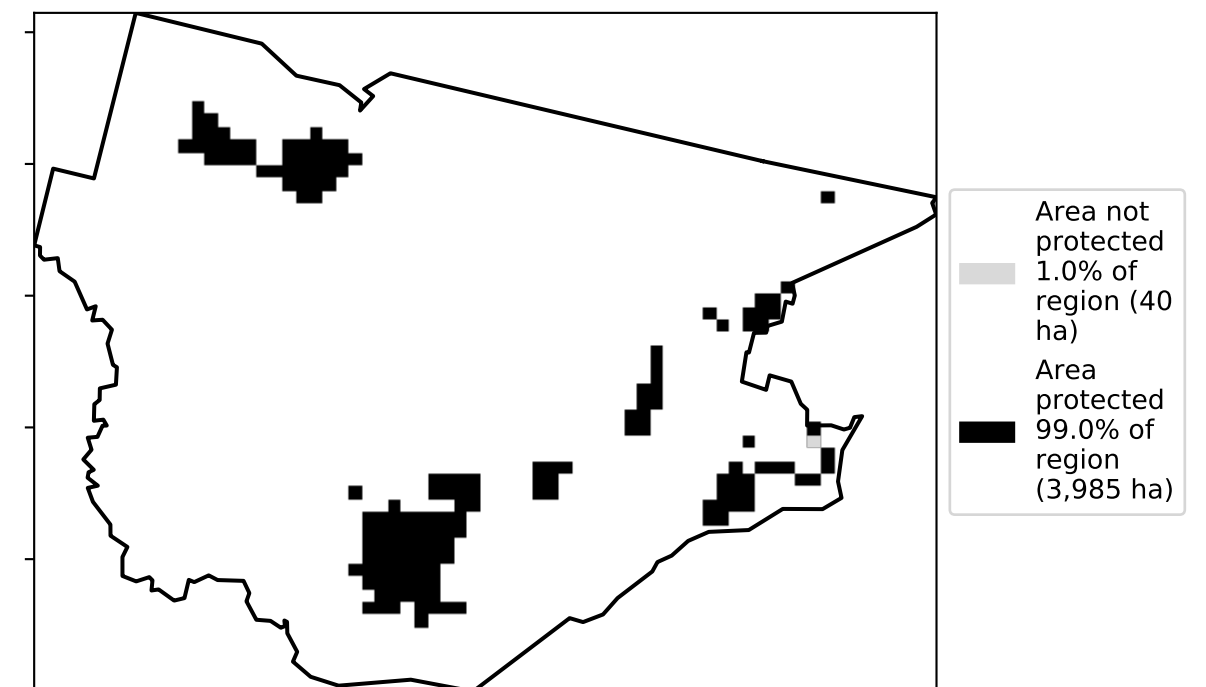 Area not
protected
1.0% of
region (40
ha)
Area
protected
99.0% of
region
(3,985 ha)